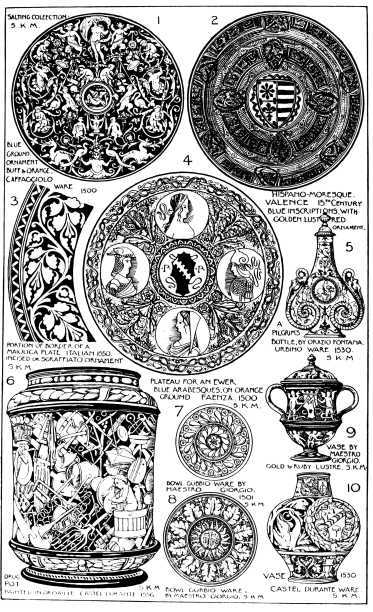 SALTING COLLECTION.
S K M.
1
2
BLUE
GROUND
ORNAMENT
BUFF & ORANGE
CAFFAGGIOLO
WARE 1500
3
4
HISPANO-MORESQUE.
VALENCE 15TH CENTURY
BLUE INSCRIPTIONS, WITH
GOLDEN LUSTRED
ORNAMENT.
5
PORTION OF BORDER OF A
MAJOLICA PLATE ITALIAN 1550.
INCISED OR SGRAFFIATO ORNAMENT
S K M
PILGRIM'S
BOTTLE, BY ORAZIO FONTANA.
URBINO WARE 1530.
S K M
6
PLATEAU FOR AN EWER.
BLUE ARABESQUES, ON ORANGE
GROUND FAENZA. 1500
S K M.
7
9
VASE BY
MAESTRO
GIORGIO.
GOLD & RUBY LUSTRE. S.K.M.
BOWL GUBBIO WARE BY
MAESTRO GIORGIO.
1501
S K M
8
10
DRUG
POT
S K M
CASTEL DURANTE
BOWL GUBBIO WARE.
BY MAESTRO GIORGIO. S K M
VASE 1550
CASTEL DURANTE WARE.
S K M.